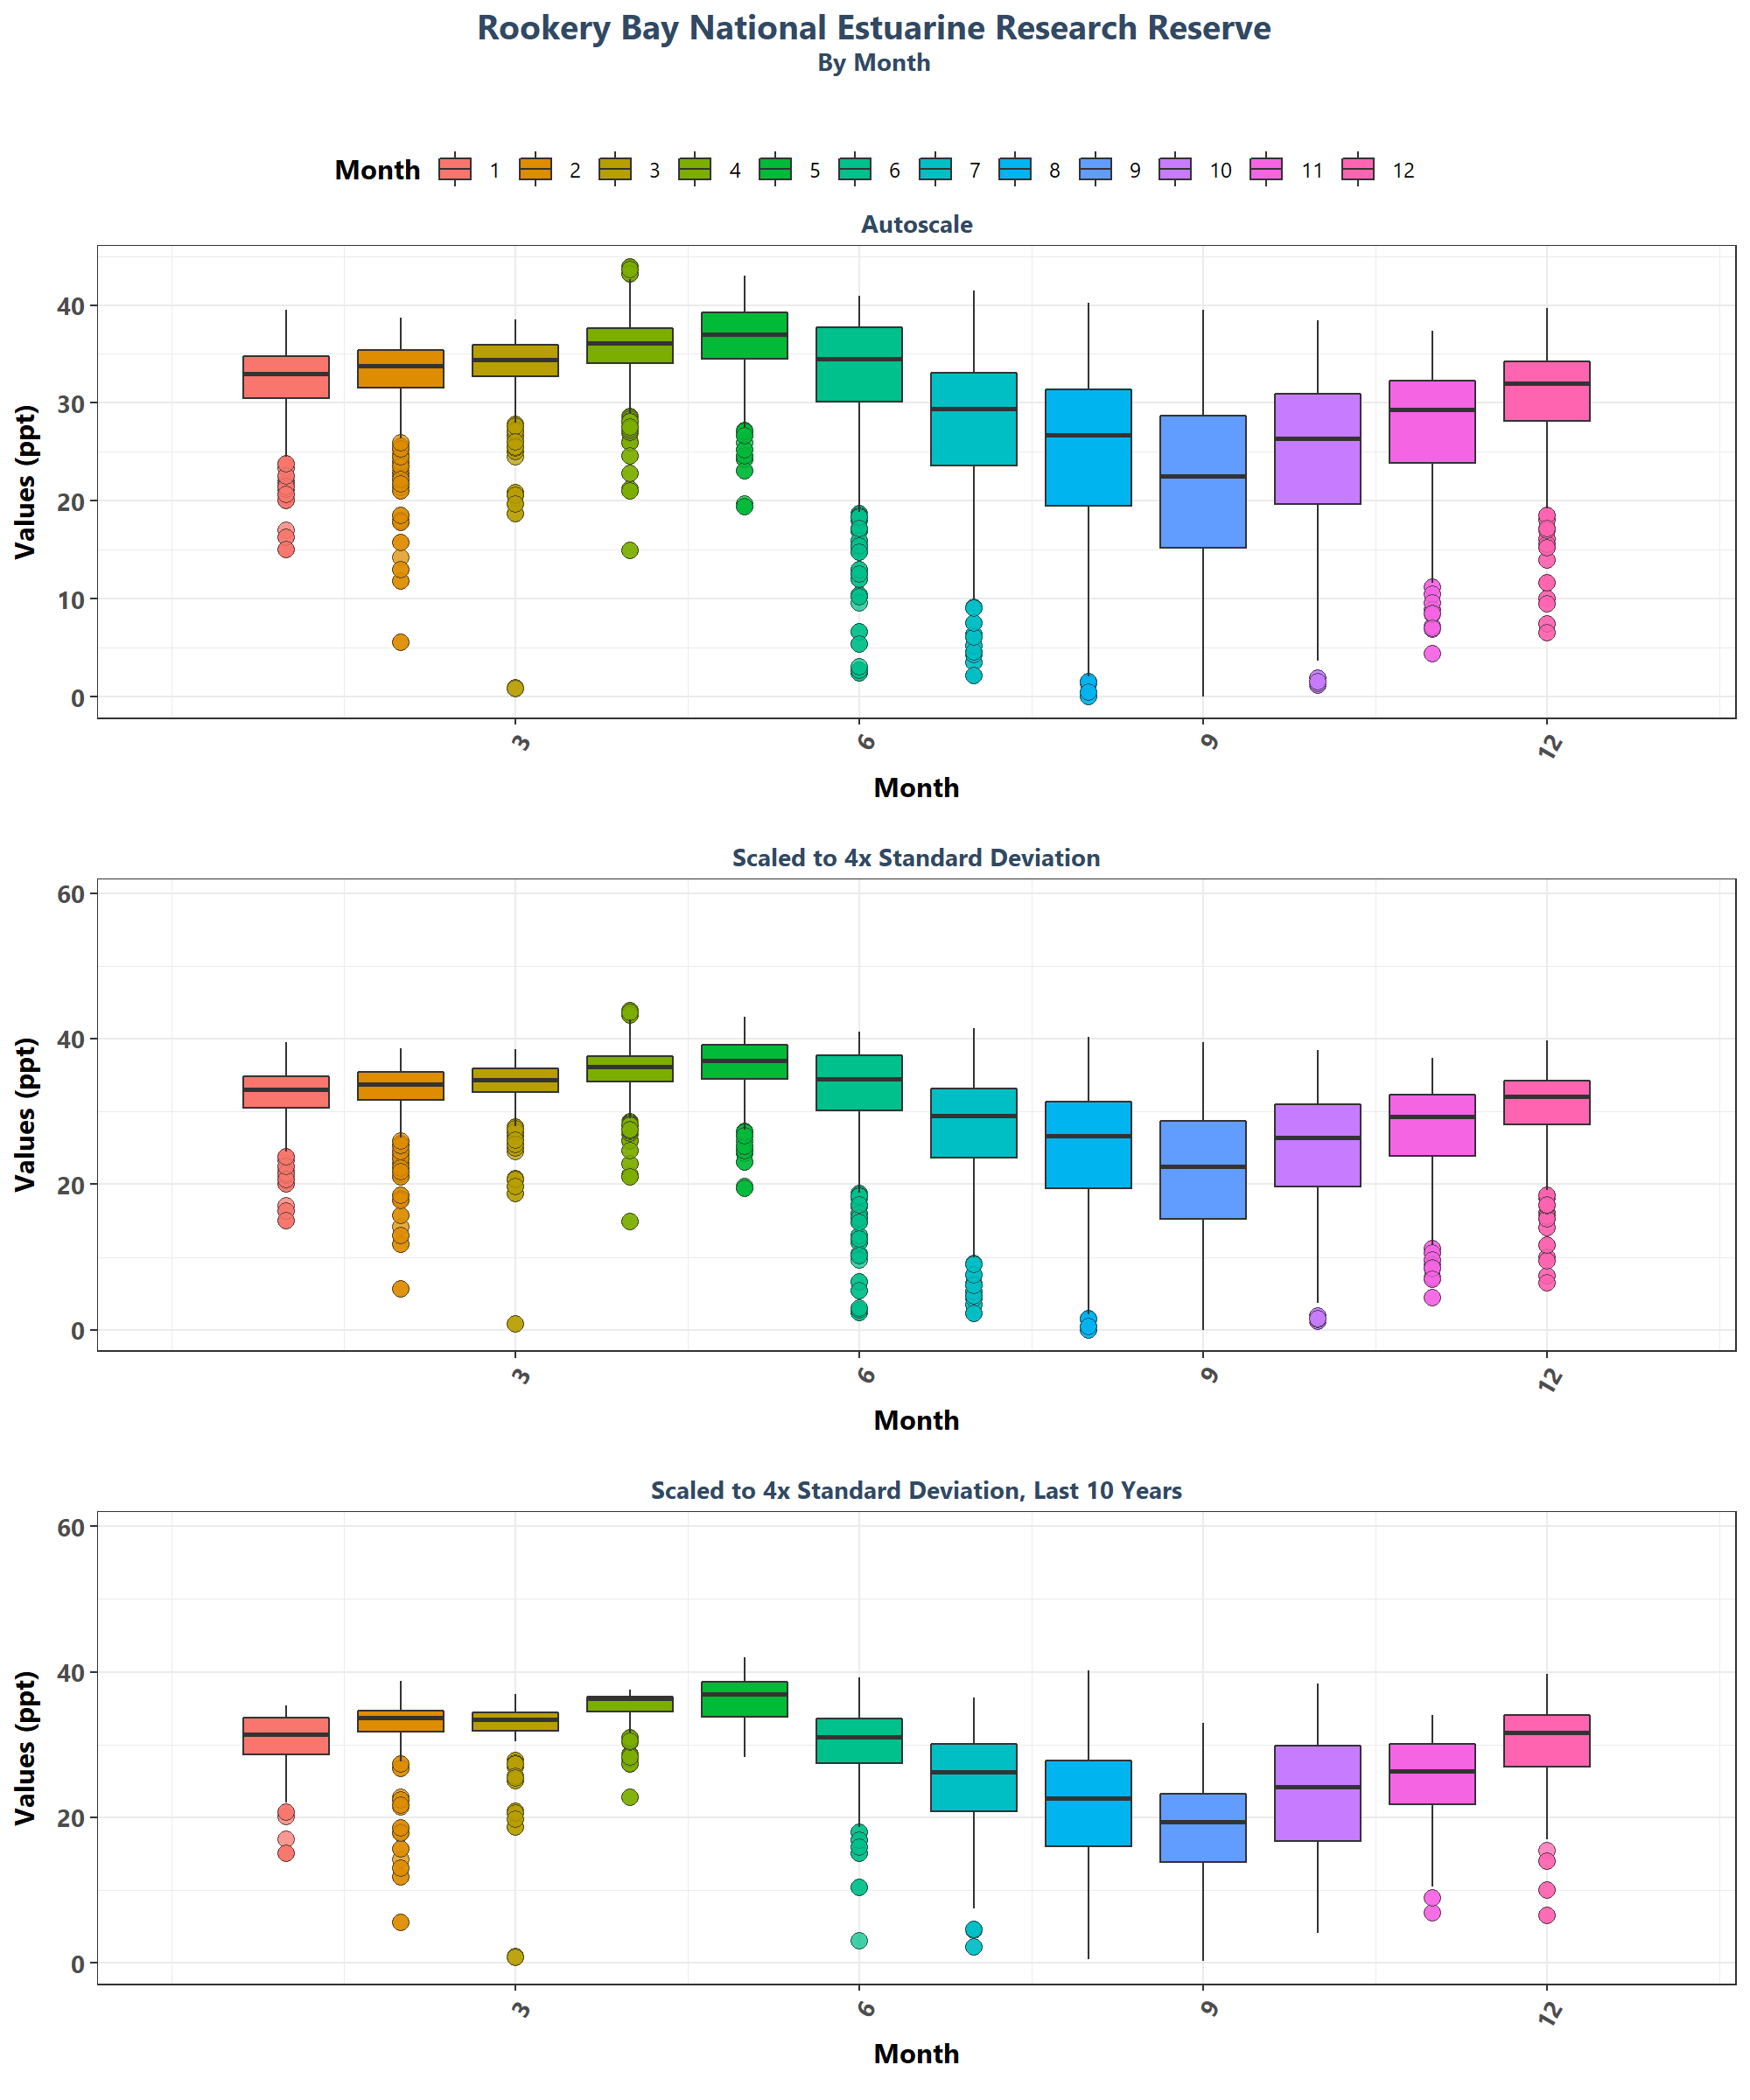 Rookery Bay National Estuarine Research Reserve
By Month
Month 1 2 3 4 5 6 7 8 9 10 11 12
Autoscale
Values (ppt)
40
30
20
10
0
3 6 9 12
Month
Scaled to 4x Standard Deviation
Values (ppt)
60
40
20
0
3 6 9 12
Month
Scaled to 4x Standard Deviation, Last 10 Years
Values (ppt)
60
40
20
0
3 6 9 12
Month